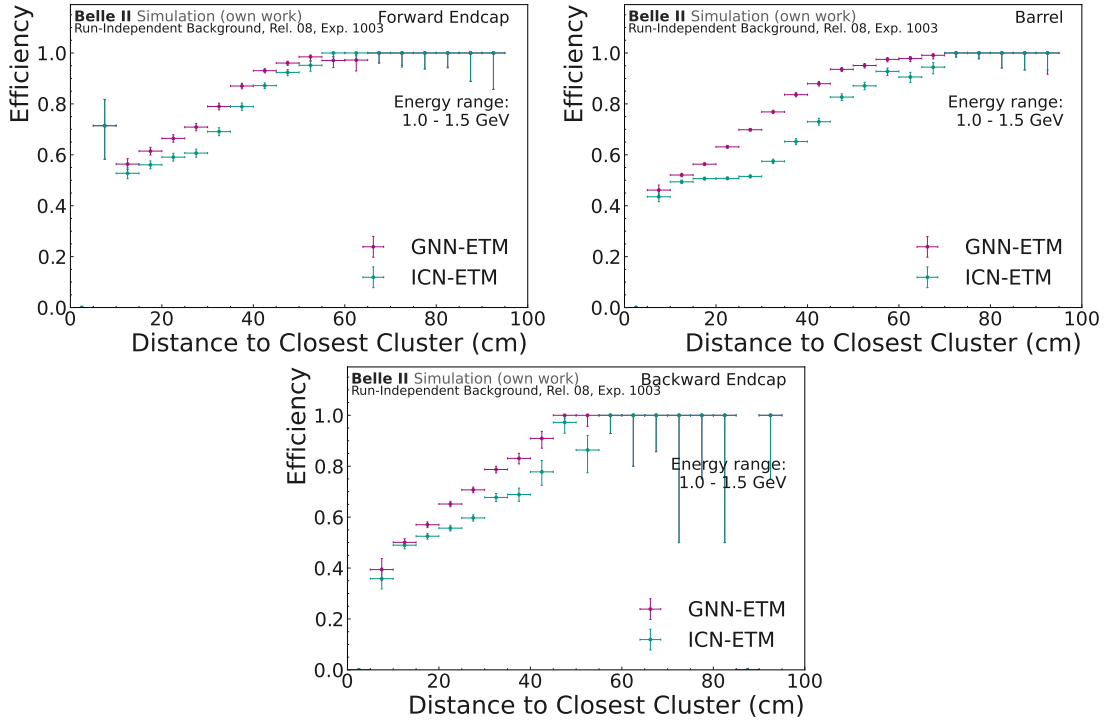 Belle II Simulation (own work)
Forward Endcap
Run-Independent Background, Rel. 08, Exp. 1003
Efficiency
1.0
0.8
0.6
0.4
0.2
0.0
Energy range:
1.0 - 1.5 GeV
GNN-ETM
ICN-ETM
0 20 40 60 80 100
Distance to Closest Cluster (cm)
Belle II Simulation (own work)
Barrel
Run-Independent Background, Rel. 08, Exp. 1003
Efficiency
1.0
0.8
0.6
0.4
0.2
0.0
Energy range:
1.0 - 1.5 GeV
GNN-ETM
ICN-ETM
0 20 40 60 80 100
Distance to Closest Cluster (cm)
Belle II Simulation (own work)
Backward Endcap
Run-Independent Background, Rel. 08, Exp. 1003
Efficiency
1.0
0.8
0.6
0.4
0.2
0.0
Energy range:
1.0 - 1.5 GeV
GNN-ETM
ICN-ETM
0 20 40 60 80 100
Distance to Closest Cluster (cm)